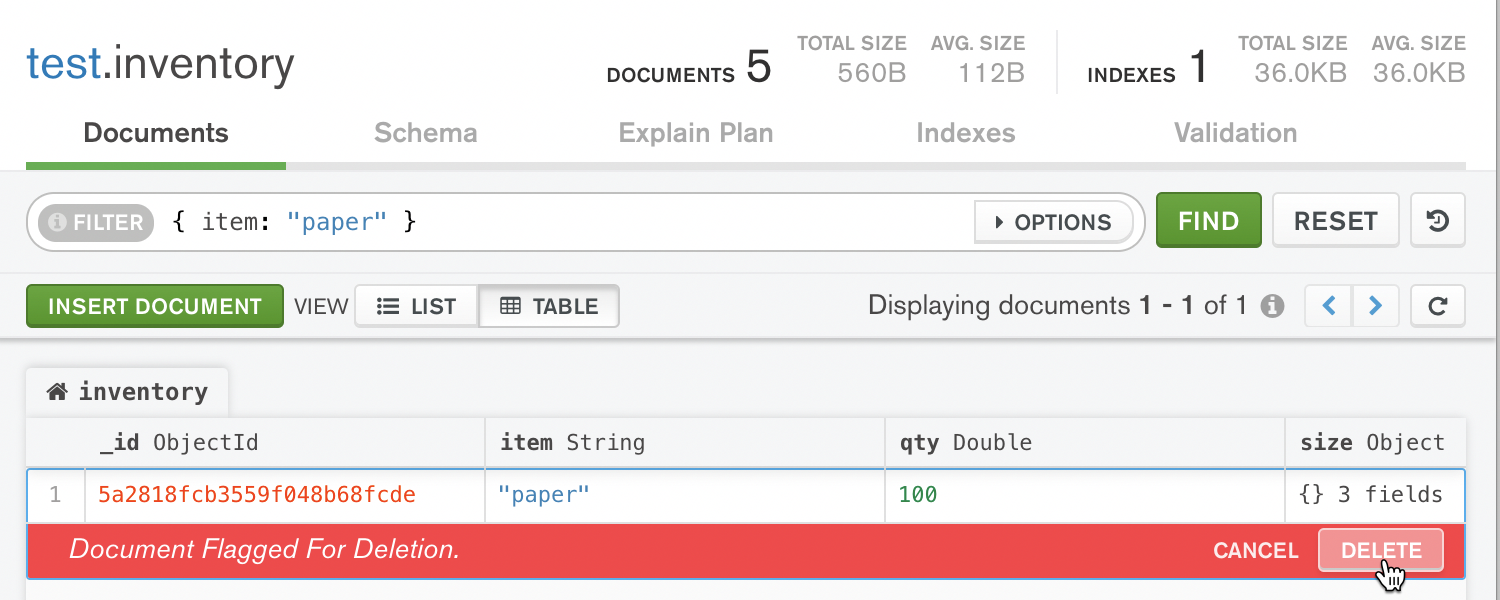 test.inventory
DOCUMENTS 5 TOTAL SIZE 560B AVG. SIZE 112B INDEXES 1 TOTAL SIZE 36.0KB AVG. SIZE 36.0KB
Documents Schema Explain Plan Indexes Validation
FILTER { item: "paper" } OPTIONS FIND RESET
INSERT DOCUMENT VIEW LIST TABLE Displaying documents 1 - 1 of 1
inventory
_id ObjectId item String qty Double size Object
1 5a2818fcb3559f048b68fcde "paper" 100 {} 3 fields
Document Flagged For Deletion. CANCEL DELETE